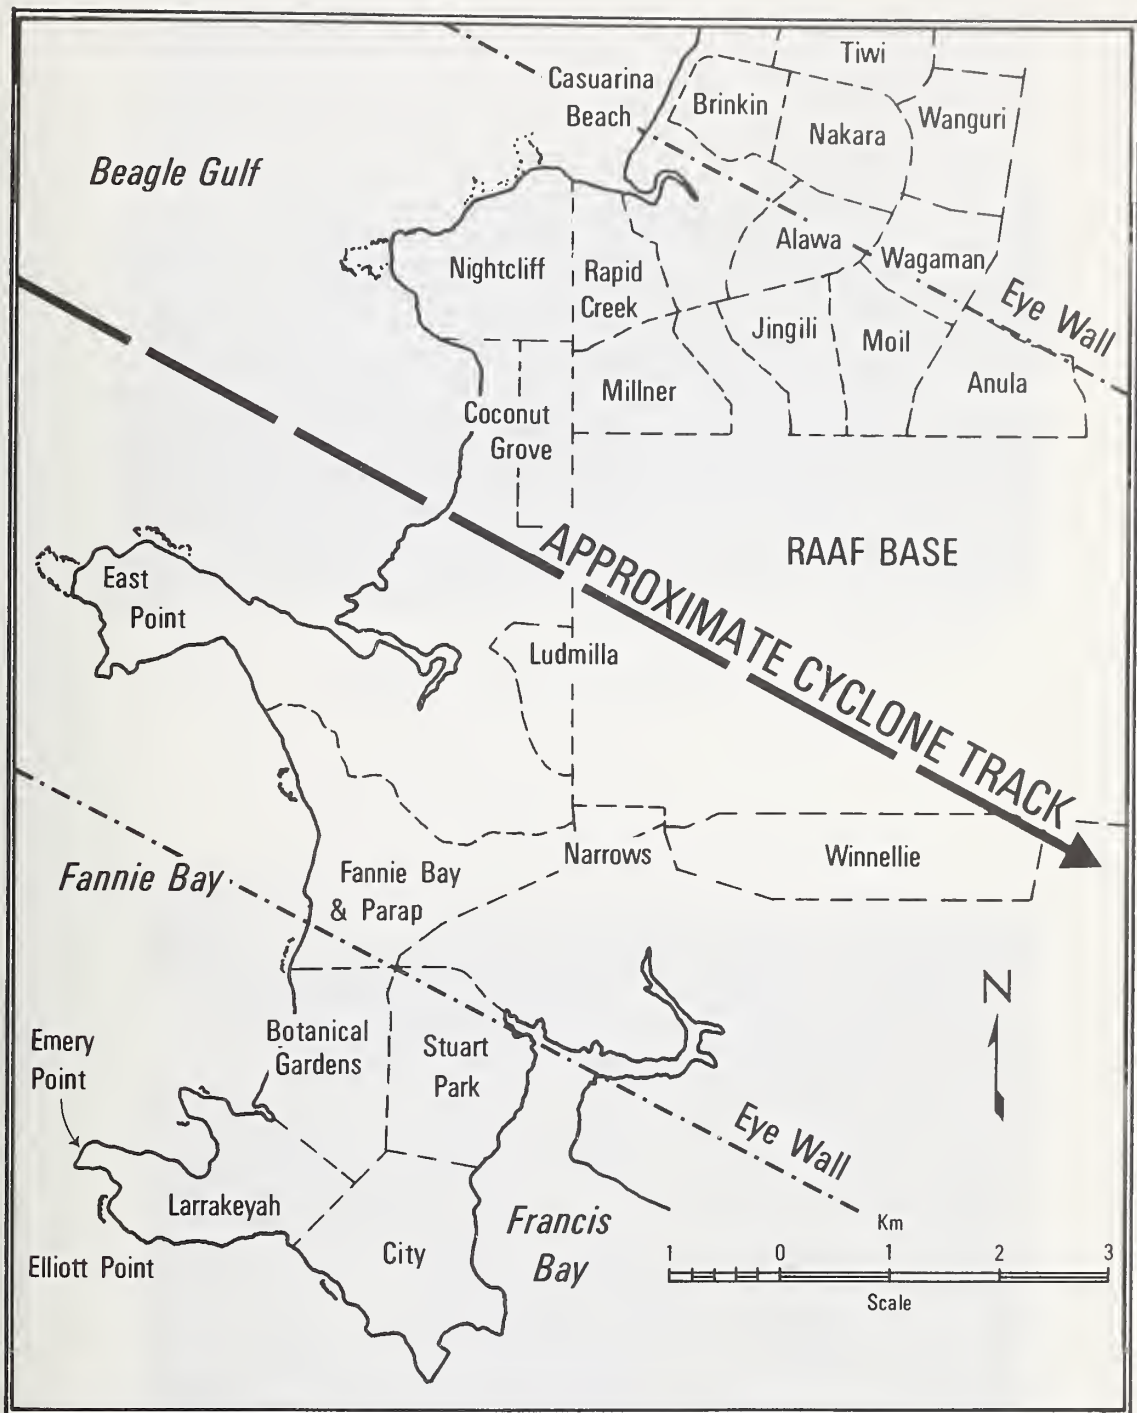 Tiwi
Casuarina
Beach
Brinkin
Wanguri
Nakara
Beagle Gulf
Alawa
Wagaman
Nightcliff
Rapid
Creek
Eye Wall
Jingili
Moil
Millner
Anula
Coconut
Grove
RAAF BASE
APPROXIMATE CYCLONE TRACK
East
Point
Ludmilla
Narrows
Winnellie
Fannie Bay
Fannie Bay
& Parap
N
Botanical
Gardens
Stuart
Park
Emery
Point
Eye Wall
Larrakeyah
Francis
Bay
City
Elliott Point
Km
1 0 1 2 3
Scale